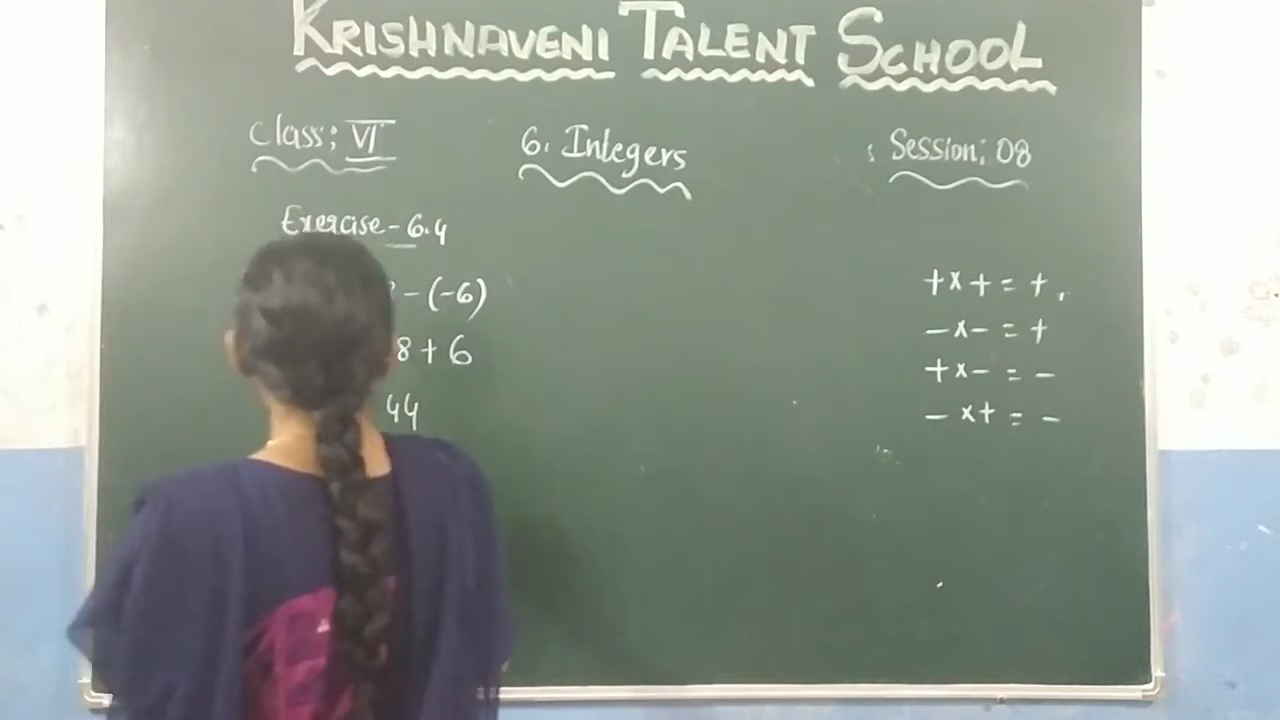 KRISHNAVENI TALENT SCHOOL
Class; VI
6. Integers
Session; 08
Exercise - 6.4
- (-6)
8 + 6
44
+ x + = +
- x - = +
+ x - = -
- x + = -